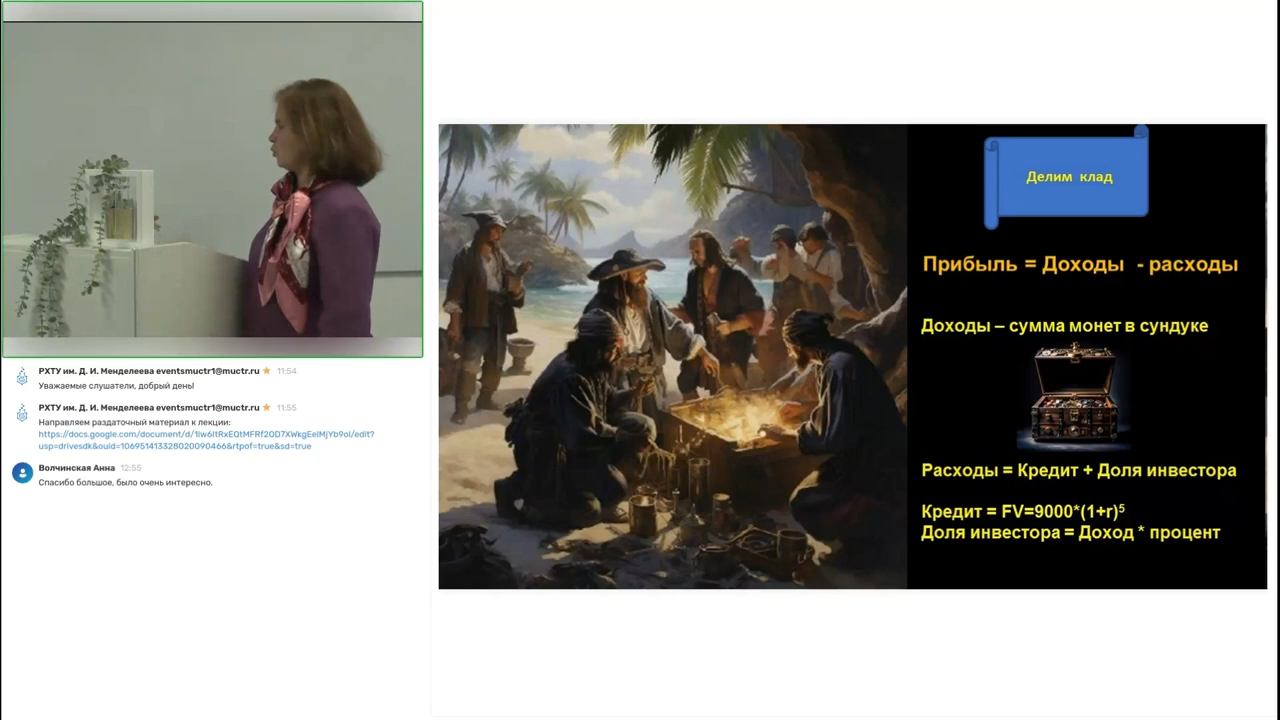 РХТУ им. Д. И. Менделеева eventsmuctr1@muctr.ru 11:54
Уважаемые слушатели, добрый день!
РХТУ им. Д. И. Менделеева eventsmuctr1@muctr.ru 11:55
Направляем раздаточный материал к лекции:
https://docs.google.com/document/d/1iw6ItRxEQtMFRf2OD7XWkgEeIMjYb9oI/edit?
usp=drivesdk&ouid=106951413328020090466&rtpof=true&sd=true
Волчинская Анна 12:55
Спасибо большое, было очень интересно.
Делим клад
Прибыль = Доходы - расходы
Доходы – сумма монет в сундуке
Расходы = Кредит + Доля инвестора
Кредит = FV=9000*(1+r)⁵
Доля инвестора = Доход * процент